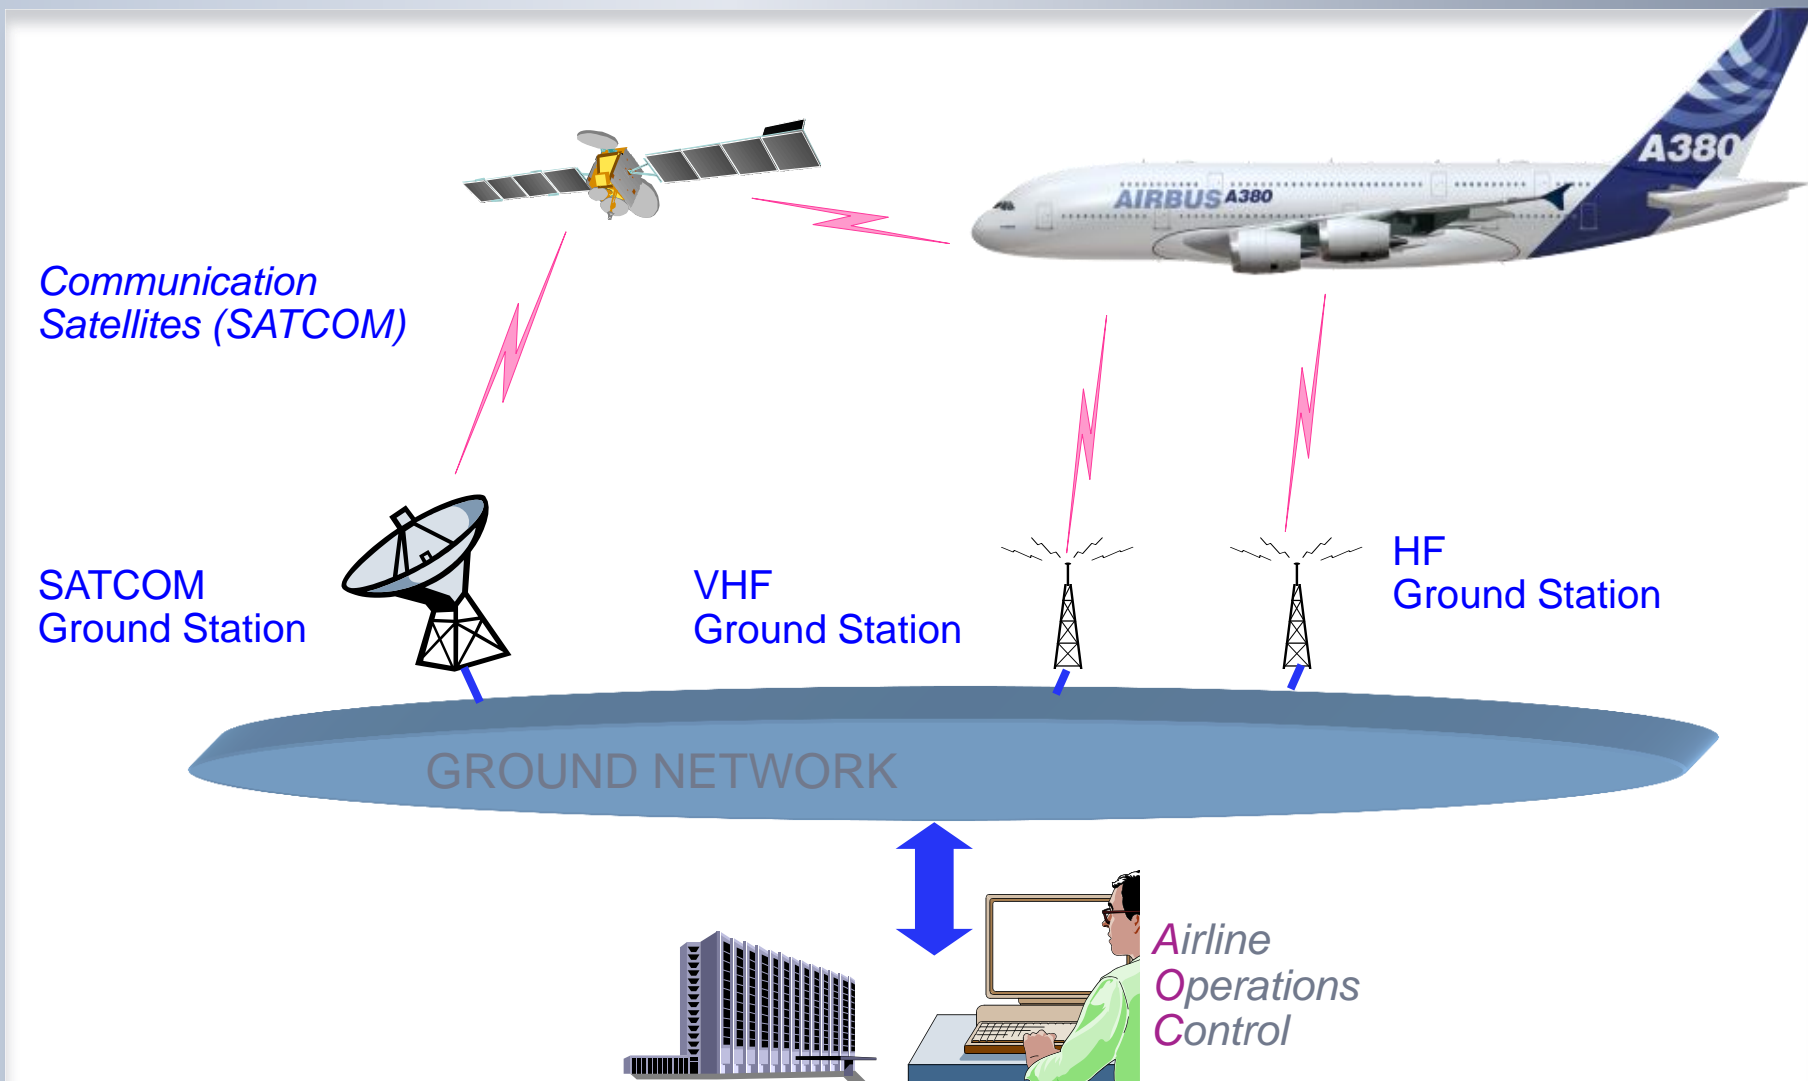 A380
AIRBUS A380
Communication
Satellites (SATCOM)
SATCOM
Ground Station
VHF
Ground Station
HF
Ground Station
GROUND NETWORK
Airline
Operations
Control